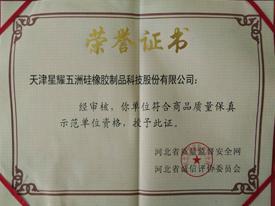 荣誉证书
天津星耀五洲硅橡胶制品科技股份有限公司：
经审核，你单位符合商品质量保真
示范单位资格，授予此证。
河北省质量监督安全网
河北省诚信评价委员会